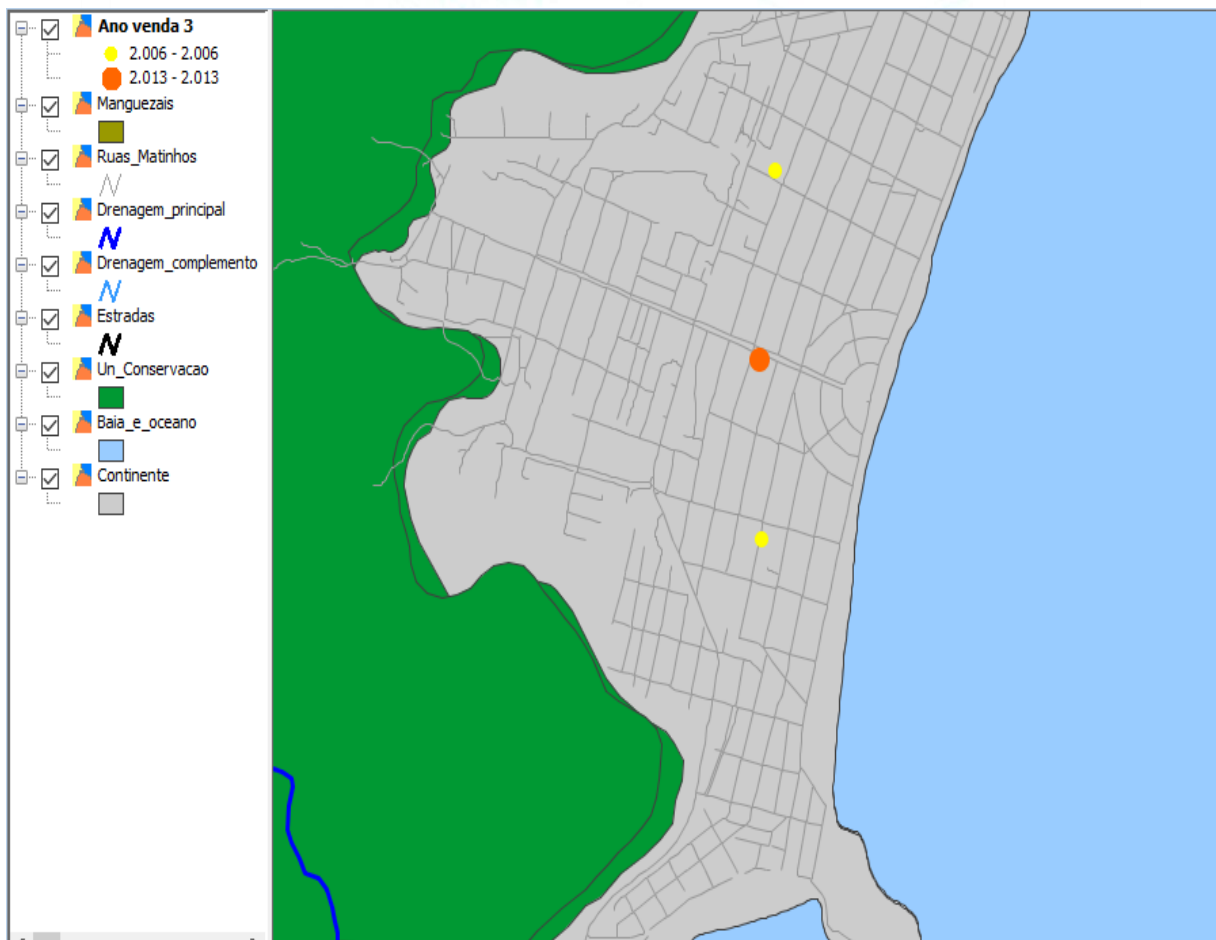 Ano venda 3
2.006 - 2.006
2.013 - 2.013
Manguezais
Ruas_Matinhos
Drenagem_principal
Drenagem_complemento
Estradas
Un_Conservacao
Baia_e_oceano
Continente